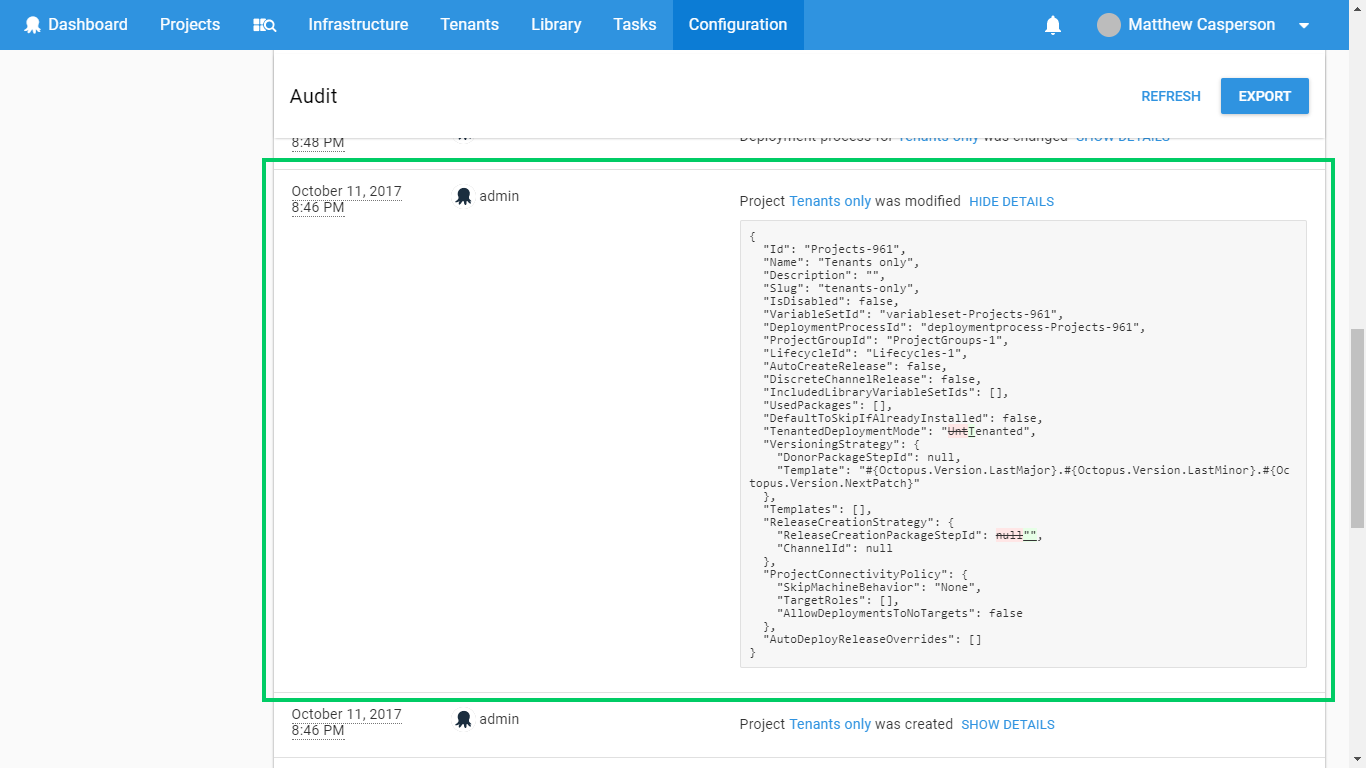 Dashboard Projects Infrastructure Tenants Library Tasks Configuration Matthew Casperson
Audit REFRESH EXPORT
8:48 PM Deployment process for Tenants only was changed SHOW DETAILS
October 11, 2017
8:46 PM
admin
Project Tenants only was modified HIDE DETAILS
{
"Id": "Projects-961",
"Name": "Tenants only",
"Description": "",
"Slug": "tenants-only",
"IsDisabled": false,
"VariableSetId": "variableset-Projects-961",
"DeploymentProcessId": "deploymentprocess-Projects-961",
"ProjectGroupId": "ProjectGroups-1",
"LifecycleId": "Lifecycles-1",
"AutoCreateRelease": false,
"DiscreteChannelRelease": false,
"IncludedLibraryVariableSetIds": [],
"UsedPackages": [],
"DefaultToSkipIfAlreadyInstalled": false,
"TenantedDeploymentMode": "UntTenanted",
"VersioningStrategy": {
"DonorPackageStepId": null,
"Template": "#{Octopus.Version.LastMajor}.#{Octopus.Version.LastMinor}.#{Oc
topus.Version.NextPatch}"
},
"Templates": [],
"ReleaseCreationStrategy": {
"ReleaseCreationPackageStepId": null"",
"ChannelId": null
},
"ProjectConnectivityPolicy": {
"SkipMachineBehavior": "None",
"TargetRoles": [],
"AllowDeploymentsToNoTargets": false
},
"AutoDeployReleaseOverrides": []
}
October 11, 2017
8:46 PM
admin
Project Tenants only was created SHOW DETAILS